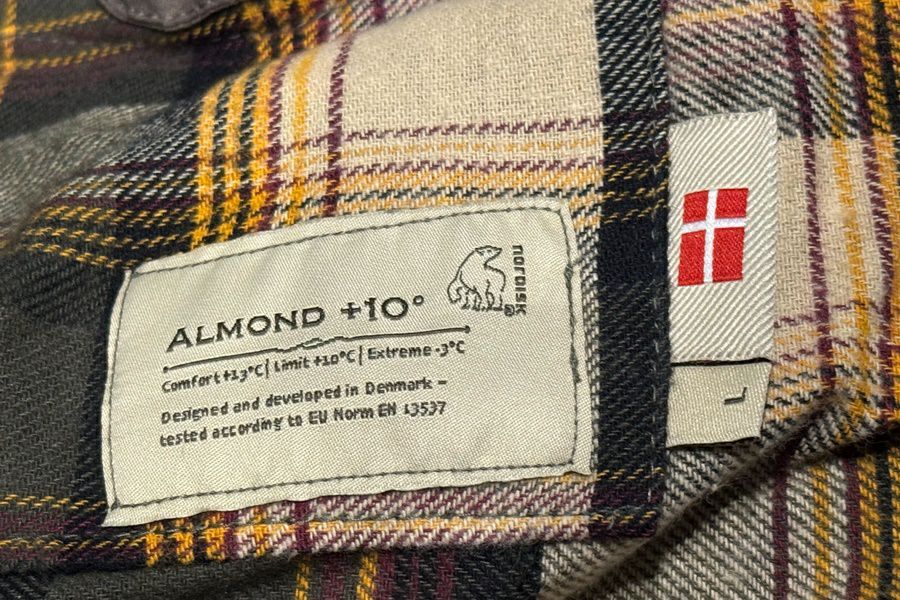 nordisk®
ALMOND +10°
Comfort +13°C | Limit +10°C | Extreme -3°C
Designed and developed in Denmark –
tested according to EU Norm EN 13537
L